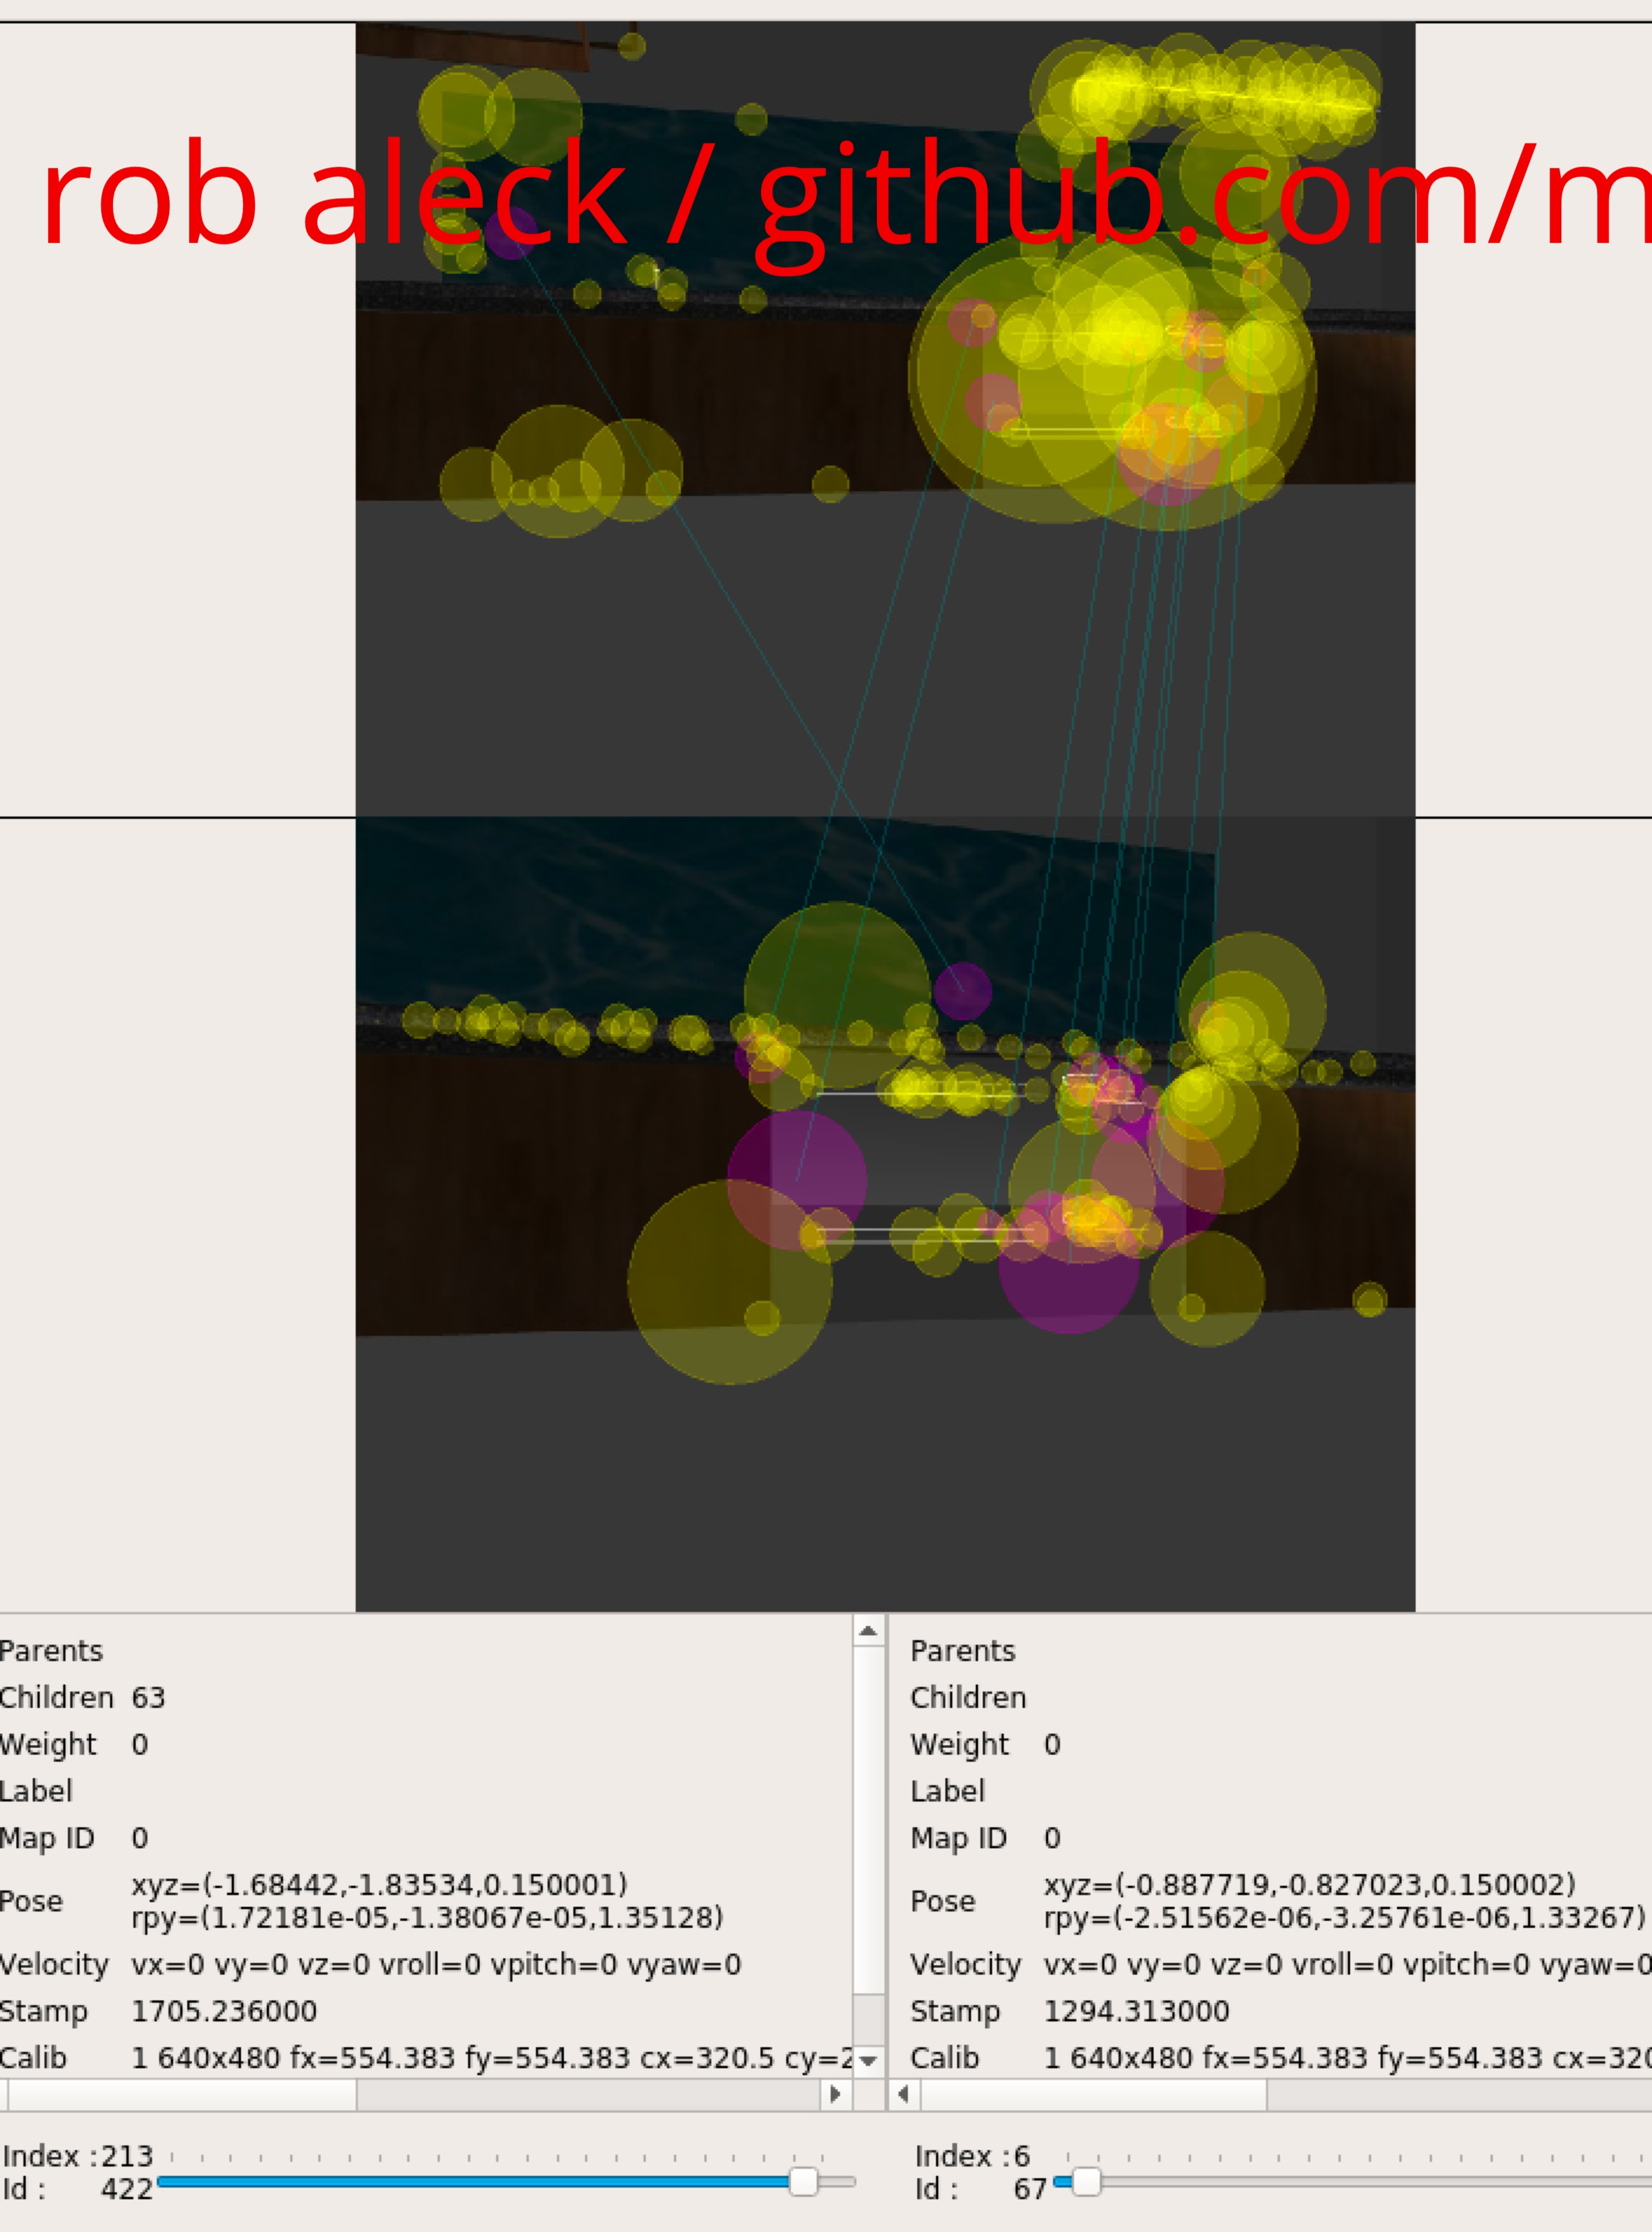 rob aleck / github.com/m
Parents
Children 63
Weight 0
Label
Map ID 0
Pose xyz=(-1.68442,-1.83534,0.150001)
rpy=(1.72181e-05,-1.38067e-05,1.35128)
Velocity vx=0 vy=0 vz=0 vroll=0 vpitch=0 vyaw=0
Stamp 1705.236000
Calib 1 640x480 fx=554.383 fy=554.383 cx=320.5 cy=2
Index :213
Id : 422
Parents
Children
Weight 0
Label
Map ID 0
Pose xyz=(-0.887719,-0.827023,0.150002)
rpy=(-2.51562e-06,-3.25761e-06,1.33267)
Velocity vx=0 vy=0 vz=0 vroll=0 vpitch=0 vyaw=0
Stamp 1294.313000
Calib 1 640x480 fx=554.383 fy=554.383 cx=320
Index :6
Id : 67